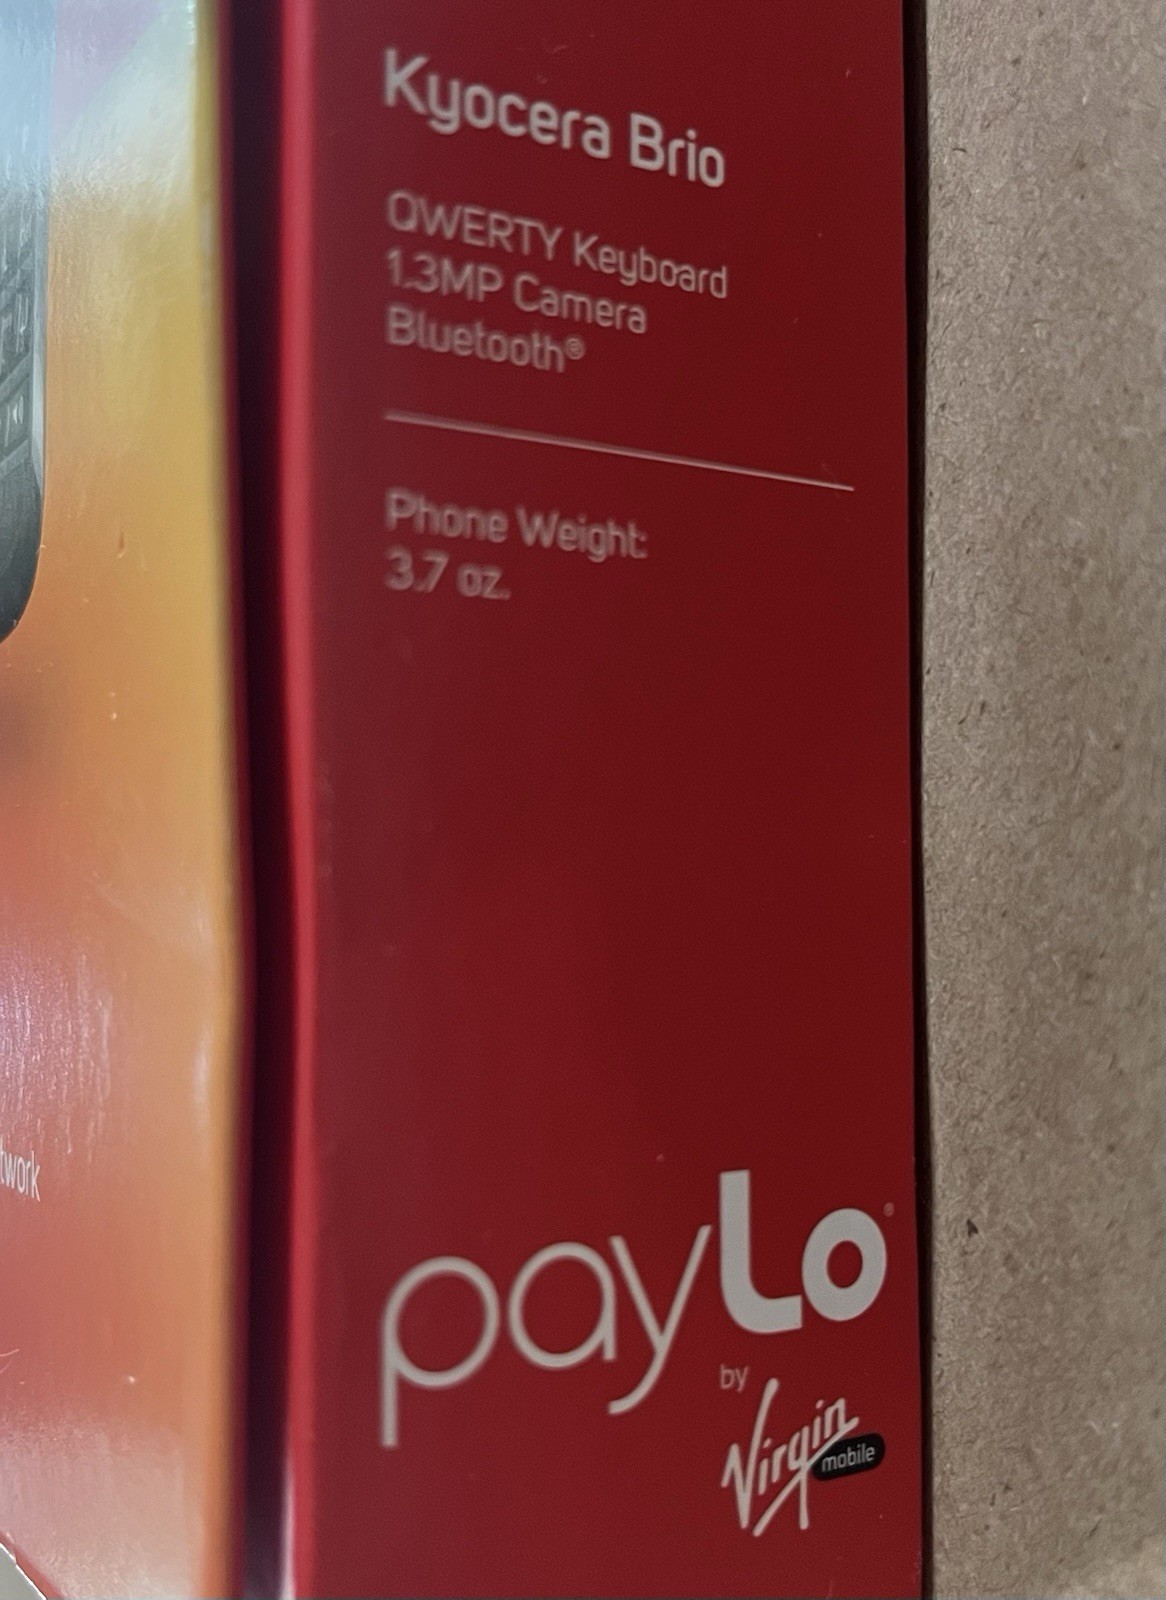 Kyocera Brio
QWERTY Keyboard
1.3MP Camera
Bluetooth®
Phone Weight:
3.7 oz.
twork
payLo®
by
Virgin
mobile